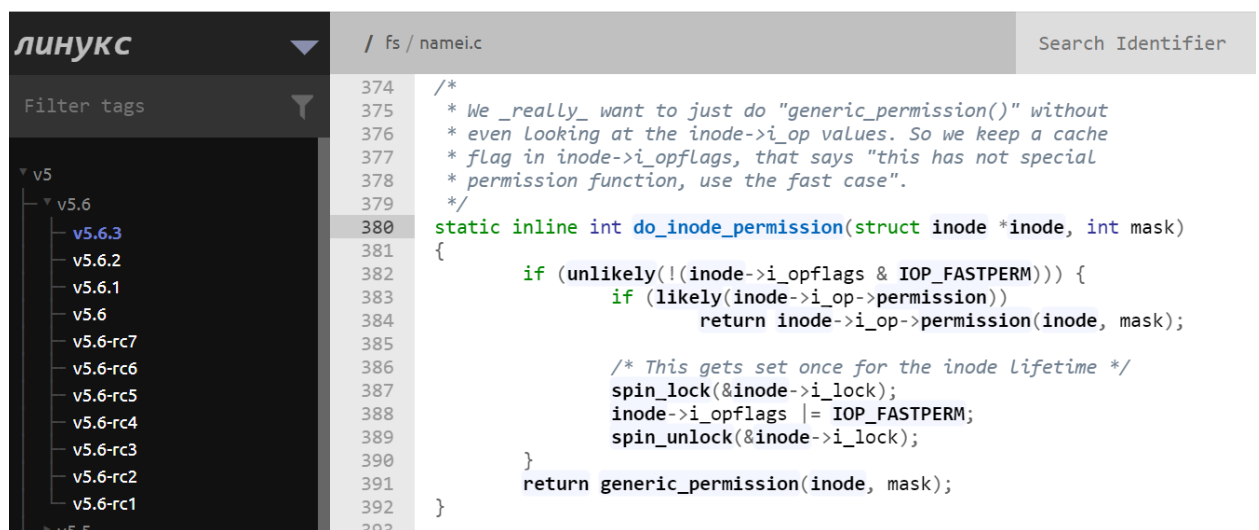 линукс
/ fs / namei.c
Search Identifier
Filter tags
v5
v5.6
v5.6.3
v5.6.2
v5.6.1
v5.6
v5.6-rc7
v5.6-rc6
v5.6-rc5
v5.6-rc4
v5.6-rc3
v5.6-rc2
v5.6-rc1
v5.5
374 /*
375 * We _really_ want to just do "generic_permission()" without
376 * even looking at the inode->i_op values. So we keep a cache
377 * flag in inode->i_opflags, that says "this has not special
378 * permission function, use the fast case".
379 */
380 static inline int do_inode_permission(struct inode *inode, int mask)
381 {
382 if (unlikely(!(inode->i_opflags & IOP_FASTPERM))) {
383 if (likely(inode->i_op->permission))
384 return inode->i_op->permission(inode, mask);
385
386 /* This gets set once for the inode lifetime */
387 spin_lock(&inode->i_lock);
388 inode->i_opflags |= IOP_FASTPERM;
389 spin_unlock(&inode->i_lock);
390 }
391 return generic_permission(inode, mask);
392 }
393